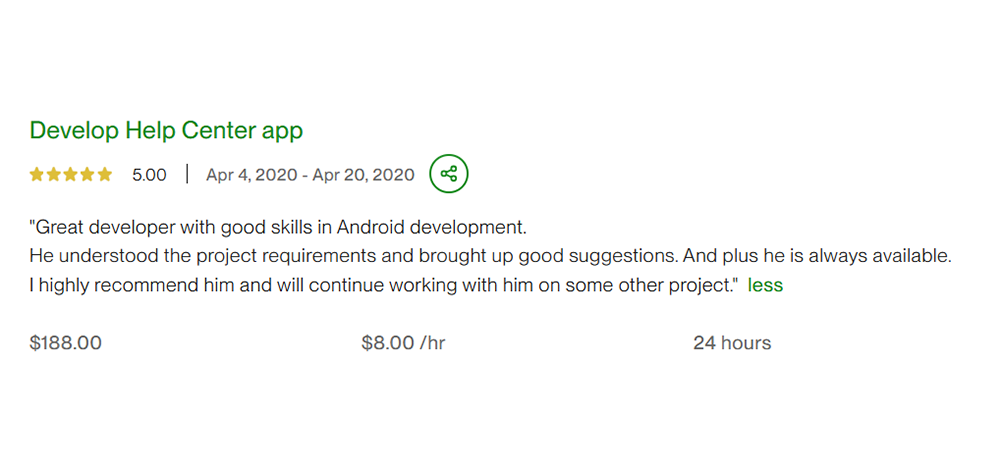 Develop Help Center app
5.00 | Apr 4, 2020 - Apr 20, 2020
"Great developer with good skills in Android development.
He understood the project requirements and brought up good suggestions. And plus he is always available.
I highly recommend him and will continue working with him on some other project." less
$188.00 $8.00 /hr 24 hours